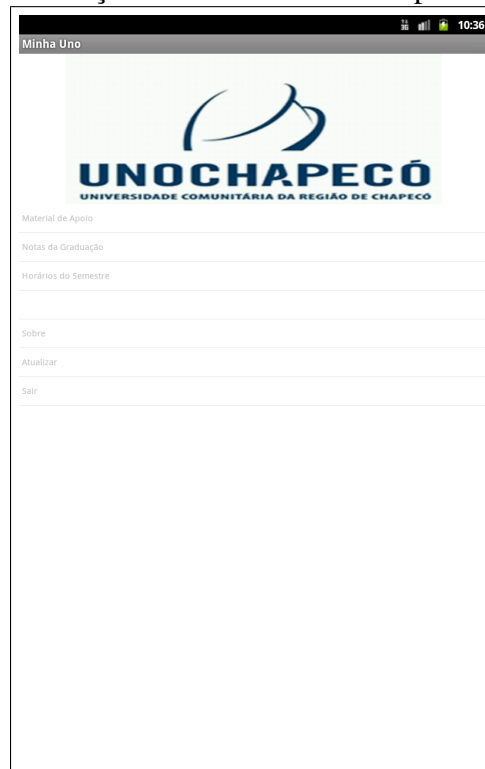 3G 10:36
Minha Uno
UNOCHAPECÓ
UNIVERSIDADE COMUNITÁRIA DA REGIÃO DE CHAPECÓ
Material de Apoio
Notas da Graduação
Horários do Semestre
Sobre
Atualizar
Sair